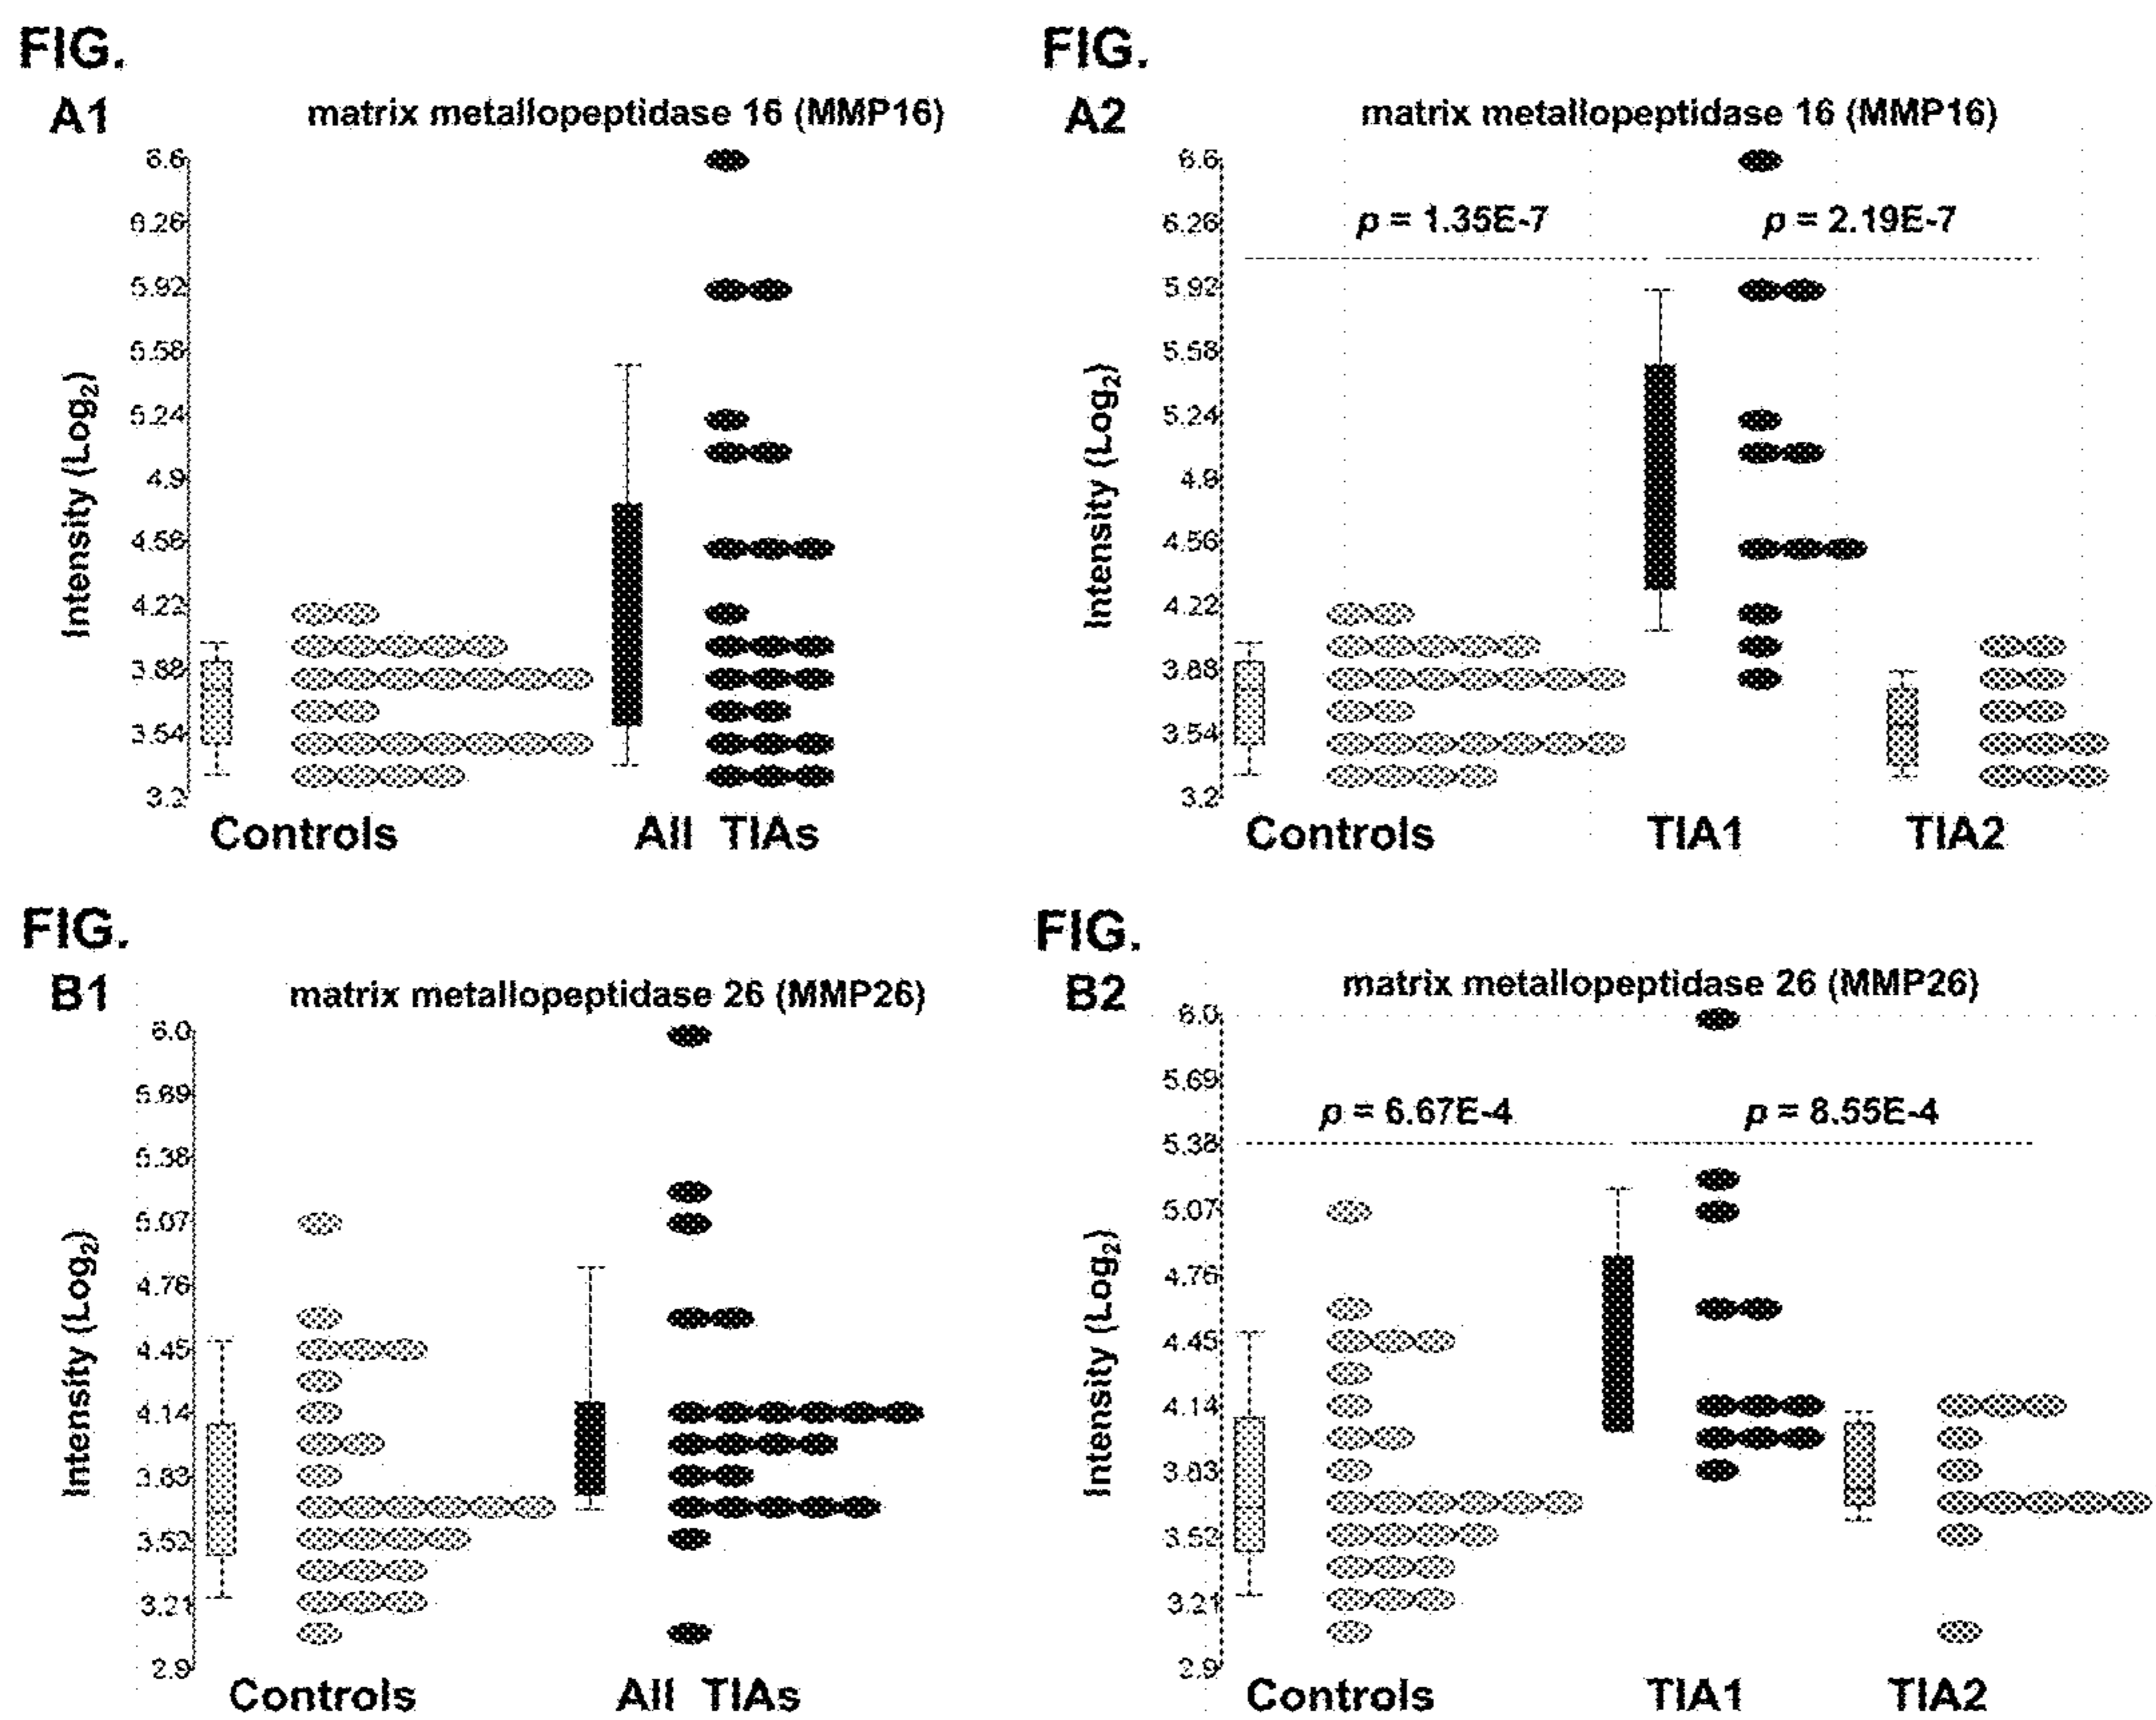 FIG.
A1
matrix metallopeptidase 16 (MMP16)
6.6
6.26
5.92
5.58
5.24
4.9
4.56
4.22
3.88
3.54
3.2
Intensity (Log2)
Controls
All TIAs
FIG.
A2
matrix metallopeptidase 16 (MMP16)
6.6
6.26
5.92
5.58
5.24
4.9
4.56
4.22
3.88
3.54
3.2
Intensity (Log2)
p = 1.35E-7
p = 2.19E-7
Controls
TIA1
TIA2
FIG.
B1
matrix metallopeptidase 26 (MMP26)
6.0
5.69
5.38
5.07
4.76
4.45
4.14
3.83
3.52
3.21
2.9
Intensity (Log2)
Controls
All TIAs
FIG.
B2
matrix metallopeptidase 26 (MMP26)
6.0
5.69
5.38
5.07
4.76
4.45
4.14
3.83
3.52
3.21
2.9
Intensity (Log2)
p = 6.67E-4
p = 8.55E-4
Controls
TIA1
TIA2